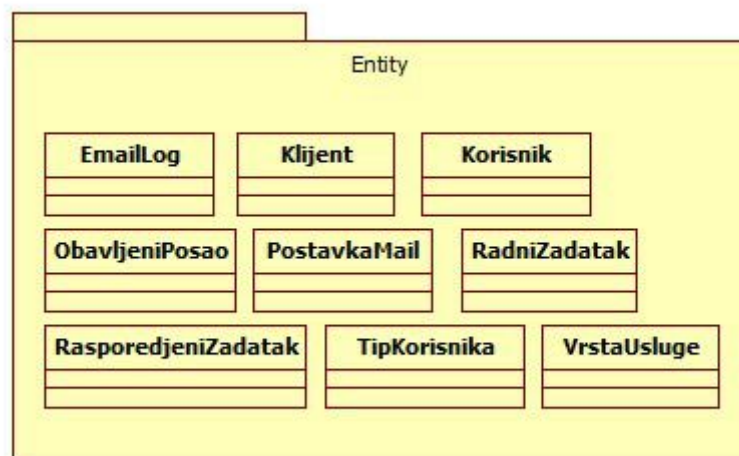 Entity
EmailLog Klijent Korisnik
ObavljeniPosao PostavkaMail RadniZadatak
RasporedjeniZadatak TipKorisnika VrstaUsluge